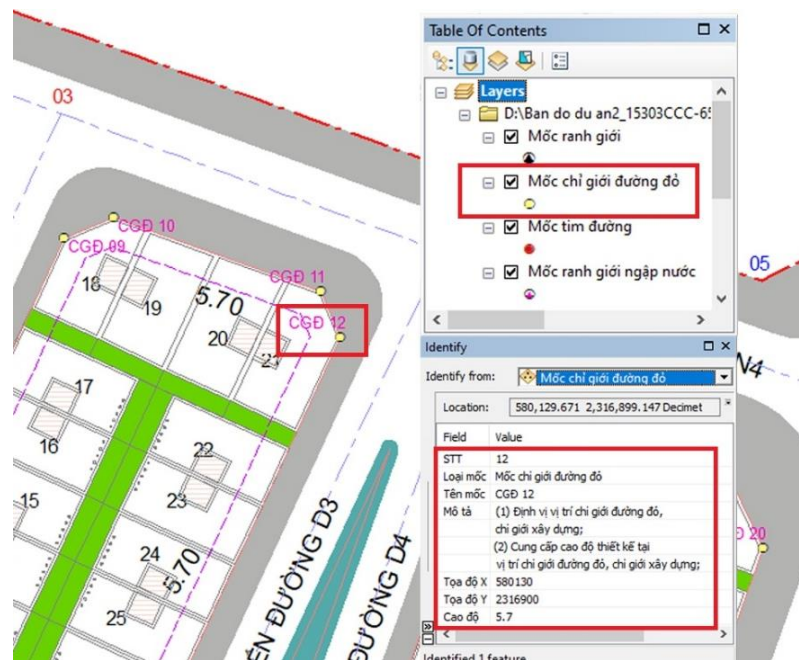 03
CGĐ 10
CGĐ 09
CGĐ 11
CGĐ 12
18
19
5.70
20
21
17
16
15
22
23
24
25
5.70
ĐƯỜNG D3
ĐƯỜNG D4
05
N4
20
Table Of Contents
Layers
D:\Ban do du an2_15303CCC-65
Mốc ranh giới
Mốc chỉ giới đường đỏ
Mốc tim đường
Mốc ranh giới ngập nước
Identify
Identify from: Mốc chỉ giới đường đỏ
Location: 580,129.671 2,316,899.147 Decimet
Field Value
STT 12
Loại mốc Mốc chỉ giới đường đỏ
Tên mốc CGĐ 12
Mô tả (1) Định vị vị trí chỉ giới đường đỏ,
chỉ giới xây dựng;
(2) Cung cấp cao độ thiết kế tại
vị trí chỉ giới đường đỏ, chỉ giới xây dựng;
Tọa độ X 580130
Tọa độ Y 2316900
Cao độ 5.7
Identified 1 feature